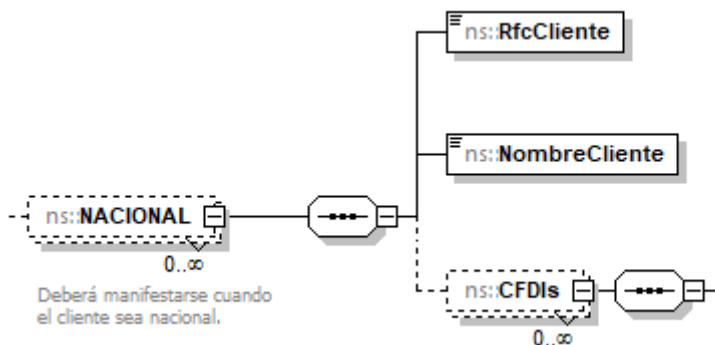 ns::RfcCliente
ns::NombreCliente
ns::NACIONAL
0..∞
Deberá manifestarse cuando
el cliente sea nacional.
ns::CFDIs
0..∞